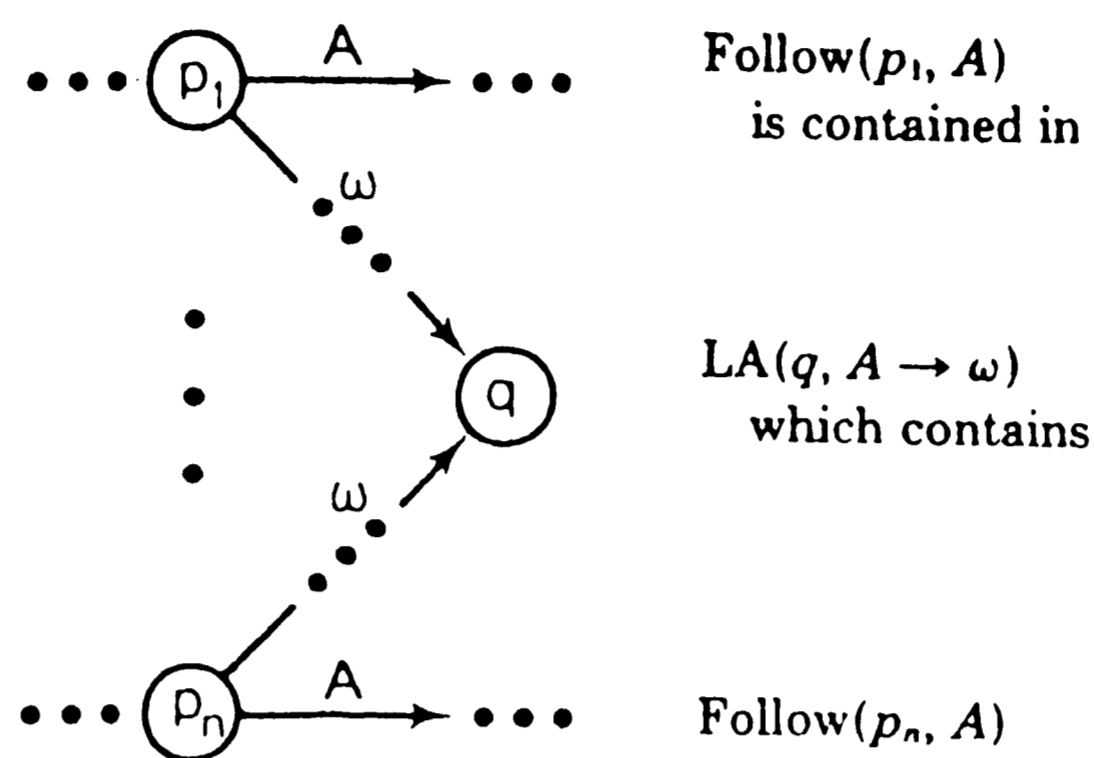 A
p₁
Follow(p₁, A)
is contained in
ω
q
LA(q, A → ω)
which contains
ω
A
pₙ
Follow(pₙ, A)